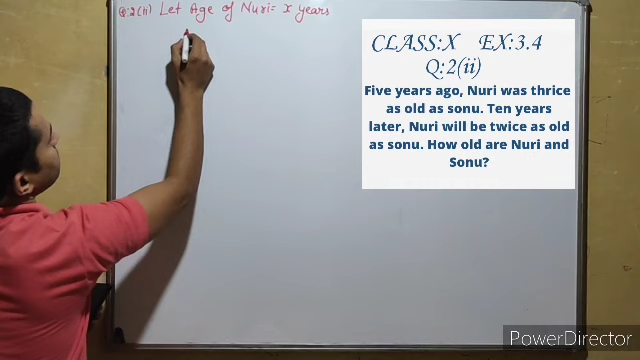 Q:2(ii) Let Age of Nuri = x years
CLASS:X EX:3.4
Q:2(ii)
Five years ago, Nuri was thrice
as old as sonu. Ten years
later, Nuri will be twice as old
as sonu. How old are Nuri and
Sonu?
PowerDirector